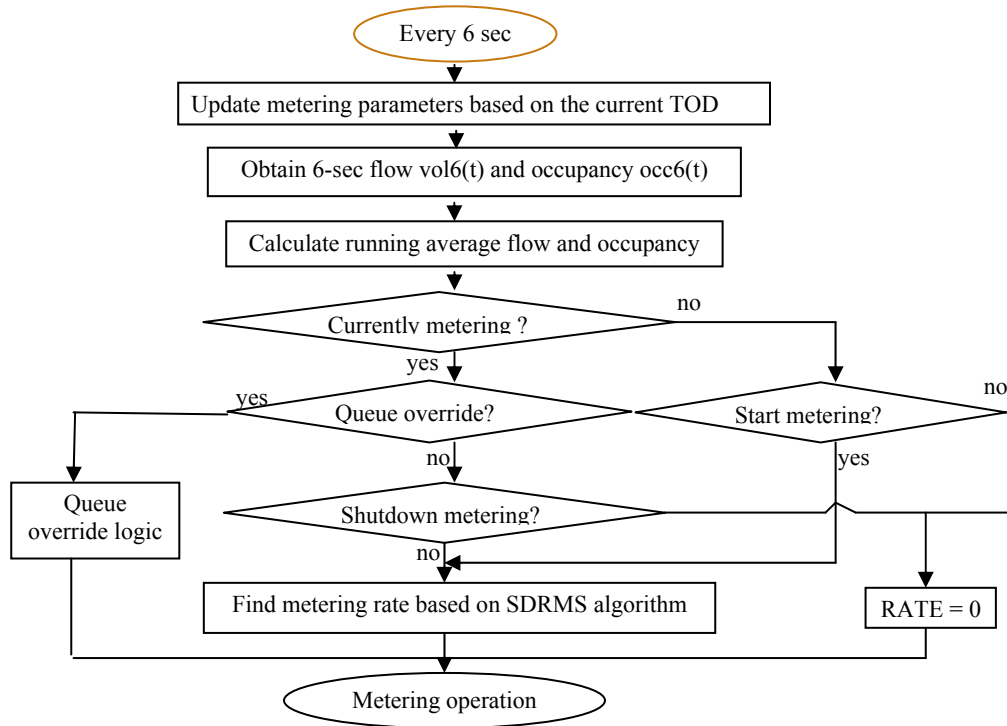 Every 6 sec
Update metering parameters based on the current TOD
Obtain 6-sec flow vol6(t) and occupancy occ6(t)
Calculate running average flow and occupancy
no
Currently metering ?
yes
no
yes
Queue override?
Start metering?
no
yes
Queue
override logic
Shutdown metering?
no
Find metering rate based on SDRMS algorithm
RATE = 0
Metering operation